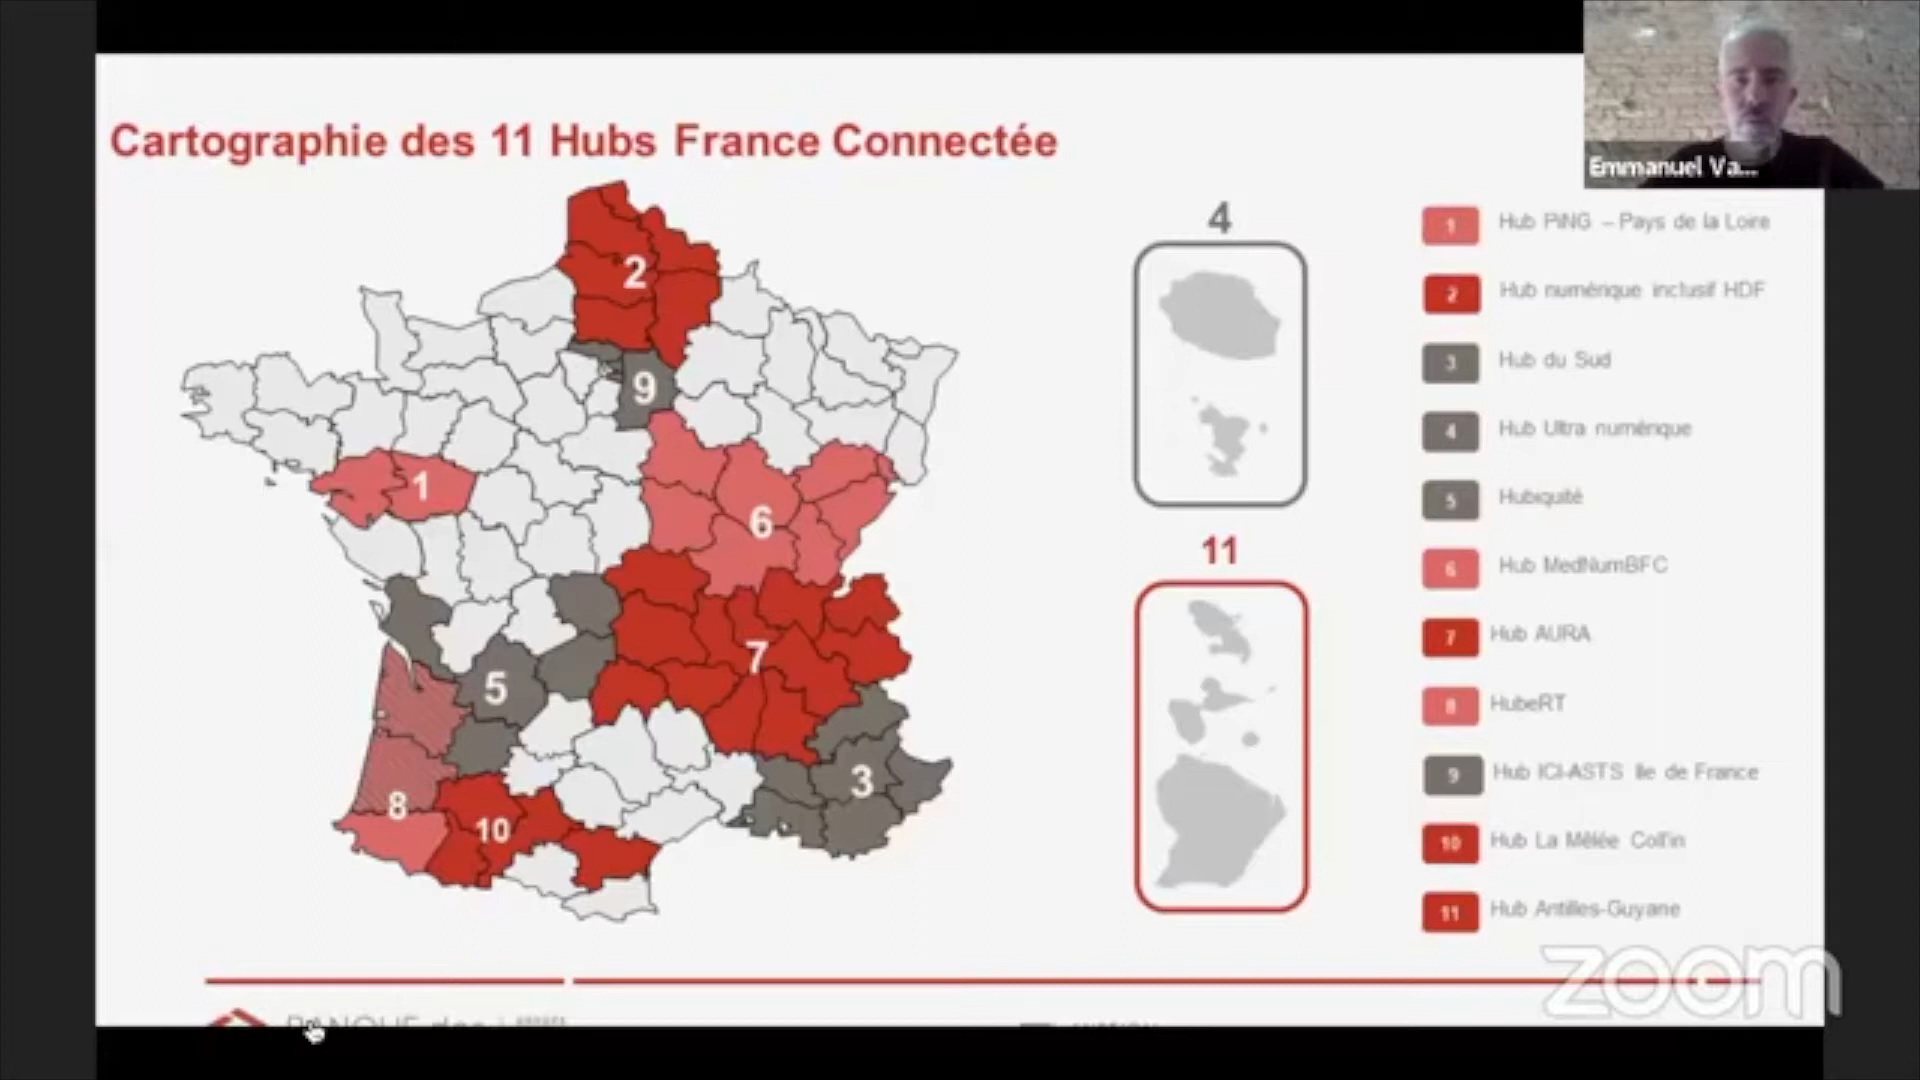 Cartographie des 11 Hubs France Connectée
Emmanuel Va...
2
9
1
6
7
5
3
8
10
4
11
1 Hub PiNG – Pays de la Loire
2 Hub numérique inclusif HDF
3 Hub du Sud
4 Hub Ultra numérique
5 Hubiquité
6 Hub MedNumBFC
7 Hub AURA
8 HubeRT
9 Hub ICI-ASTS Ile de France
10 Hub La Mêlée Coll'in
11 Hub Antilles-Guyane
zoom
BANQUE des